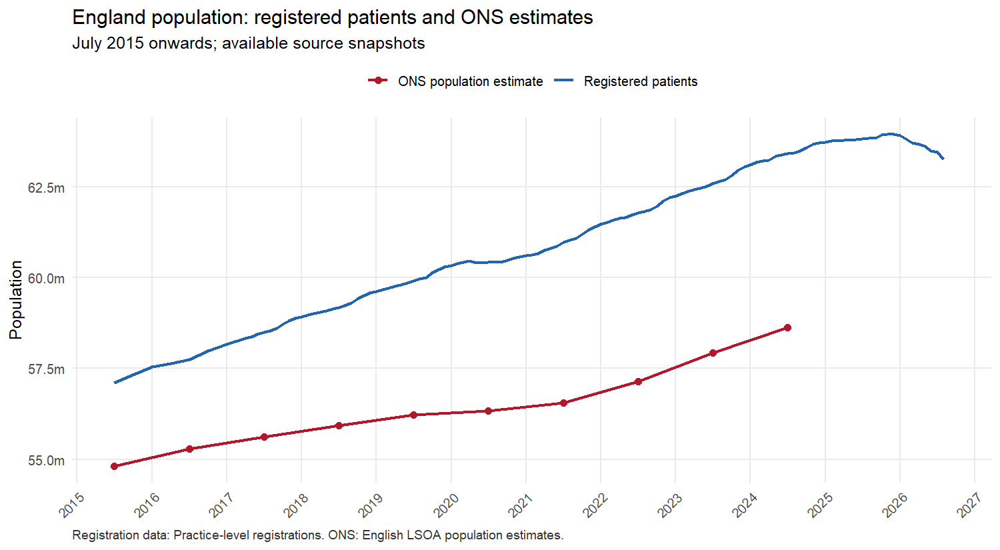 England population: registered patients and ONS estimates
July 2015 onwards; available source snapshots
ONS population estimate Registered patients
Population
62.5m
60.0m
57.5m
55.0m
2015 2016 2017 2018 2019 2020 2021 2022 2023 2024 2025 2026 2027
Registration data: Practice-level registrations. ONS: English LSOA population estimates.